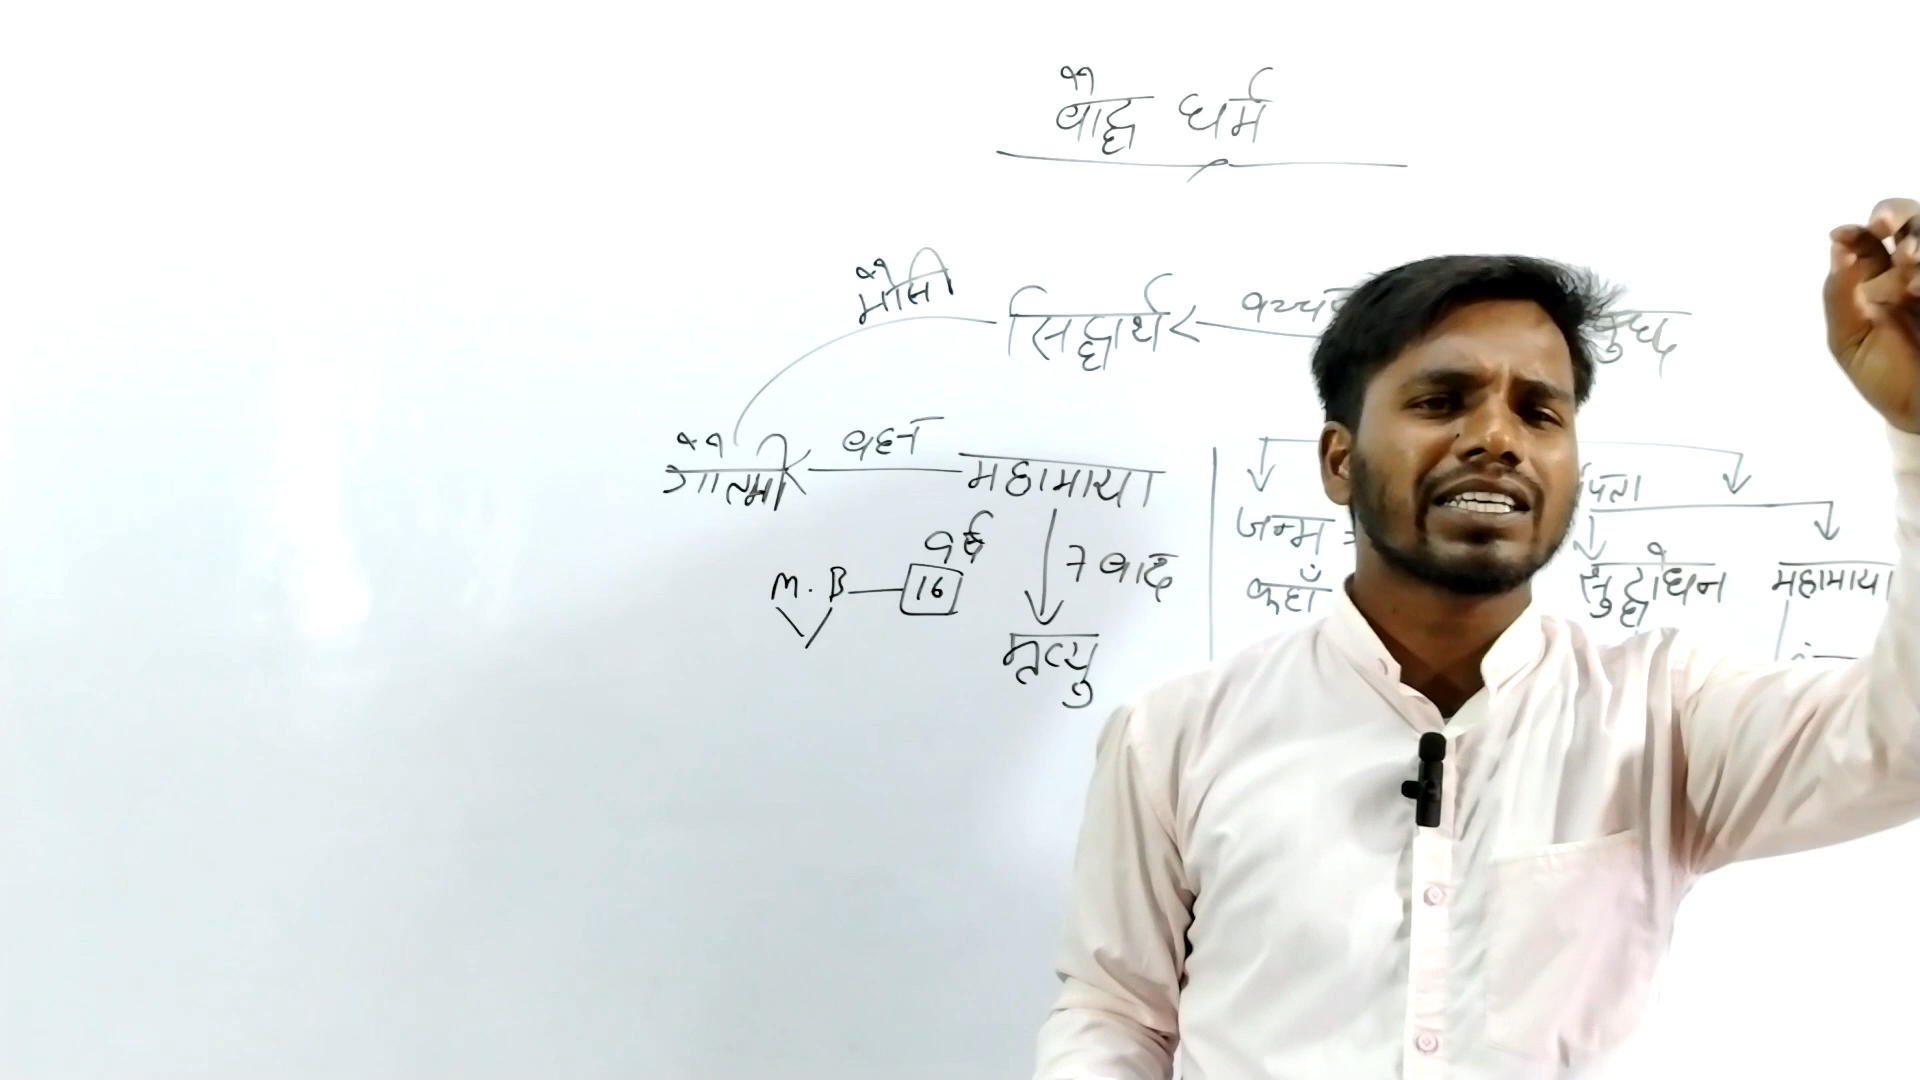 बौद्ध धर्म
मौसी
सिद्धार्थ
गौतमी बहन महामाया
वर्ष
M. B 16
7 बाद
मृत्यु
जन्म =
कहाँ
पिता
सुद्धोधन महामाया